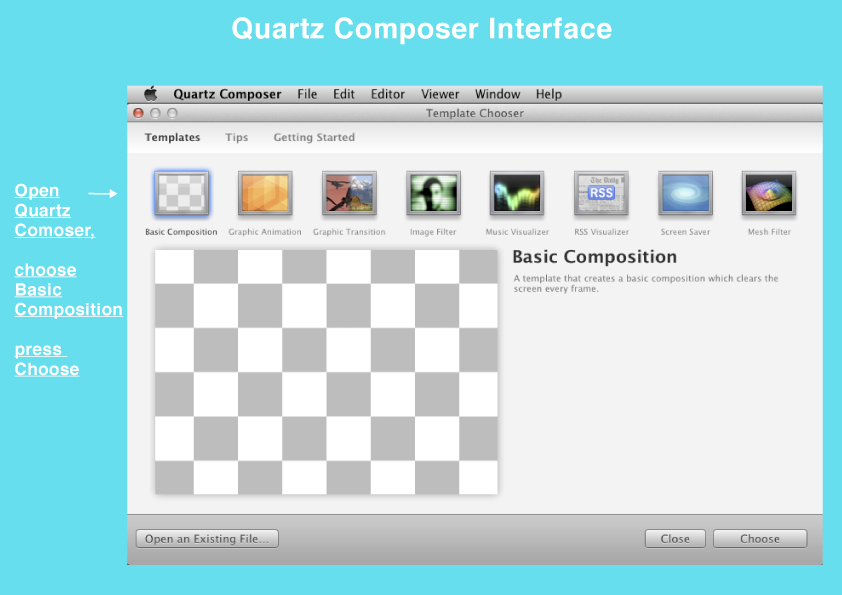 Quartz Composer Interface
Quartz Composer File Edit Editor Viewer Window Help
Template Chooser
Templates Tips Getting Started
Open
Quartz
Comoser,
choose
Basic
Composition
press
Choose
The Daily
RSS
Basic Composition Graphic Animation Graphic Transition Image Filter Music Visualizer RSS Visualizer Screen Saver Mesh Filter
Basic Composition
A template that creates a basic composition which clears the
screen every frame.
Open an Existing File... Close Choose